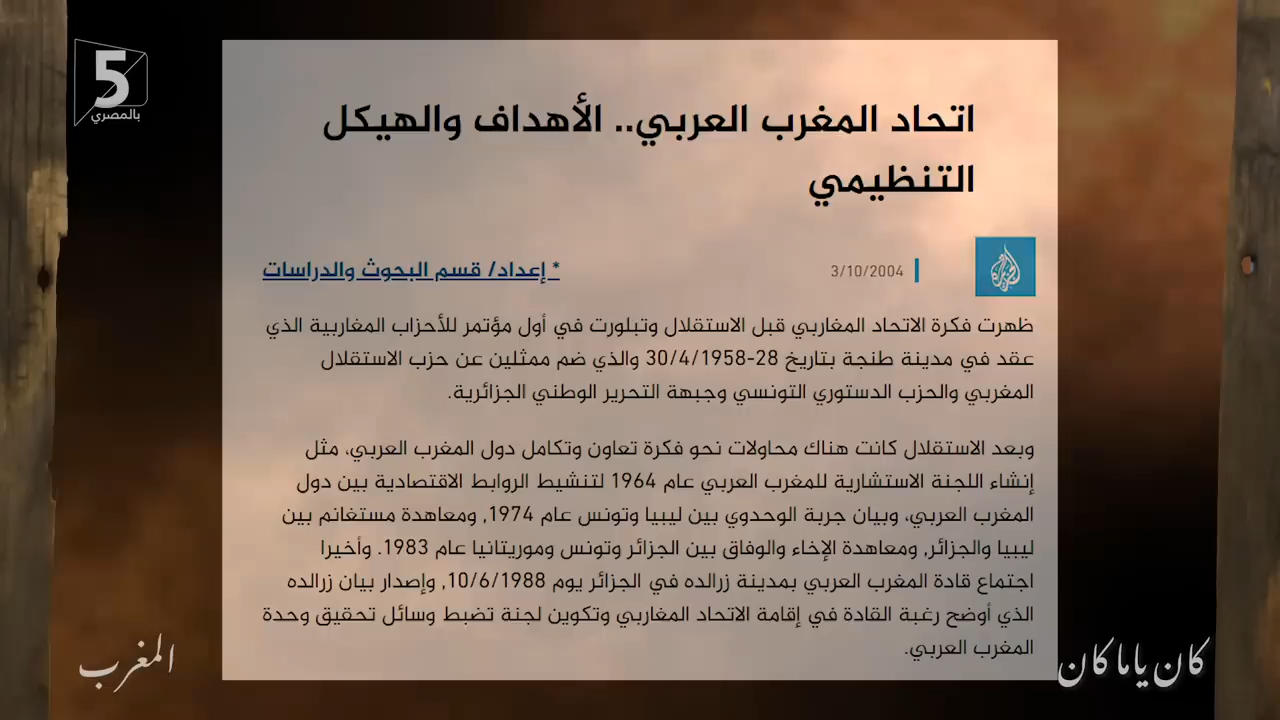 5
بالمصري
اتحاد المغرب العربي.. الأهداف والهيكل
التنظيمي
3/10/2004
* إعداد/ قسم البحوث والدراسات
الجزيرة
ظهرت فكرة الاتحاد المغاربي قبل الاستقلال وتبلورت في أول مؤتمر للأحزاب المغاربية الذي
عقد في مدينة طنجة بتاريخ 28-30/4/1958 والذي ضم ممثلين عن حزب الاستقلال
المغربي والحزب الدستوري التونسي وجبهة التحرير الوطني الجزائرية.
وبعد الاستقلال كانت هناك محاولات نحو فكرة تعاون وتكامل دول المغرب العربي، مثل
إنشاء اللجنة الاستشارية للمغرب العربي عام 1964 لتنشيط الروابط الاقتصادية بين دول
المغرب العربي، وبيان جربة الوحدوي بين ليبيا وتونس عام 1974, ومعاهدة مستغانم بين
ليبيا والجزائر, ومعاهدة الإخاء والوفاق بين الجزائر وتونس وموريتانيا عام 1983. وأخيرا
اجتماع قادة المغرب العربي بمدينة زرالده في الجزائر يوم 10/6/1988, وإصدار بيان زرالده
الذي أوضح رغبة القادة في إقامة الاتحاد المغاربي وتكوين لجنة تضبط وسائل تحقيق وحدة
المغرب العربي.
كان ياما كان
المغرب